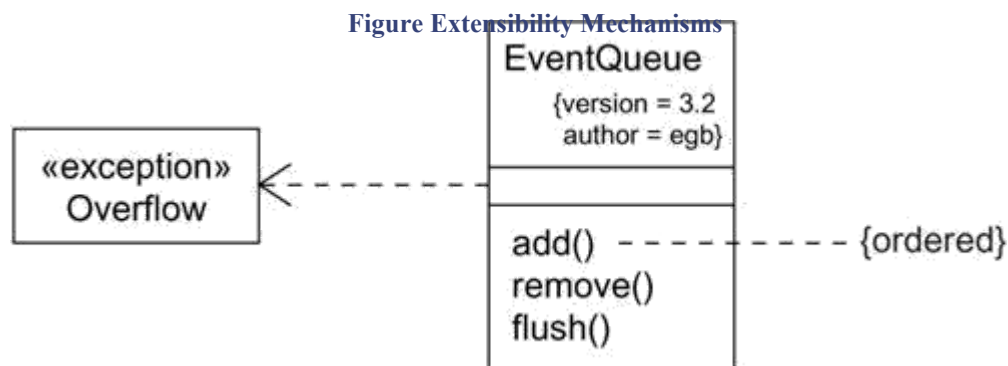 Figure Extensibility Mechanisms
EventQueue
{version = 3.2
author = egb}
«exception»
Overflow
add()
{ordered}
remove()
flush()